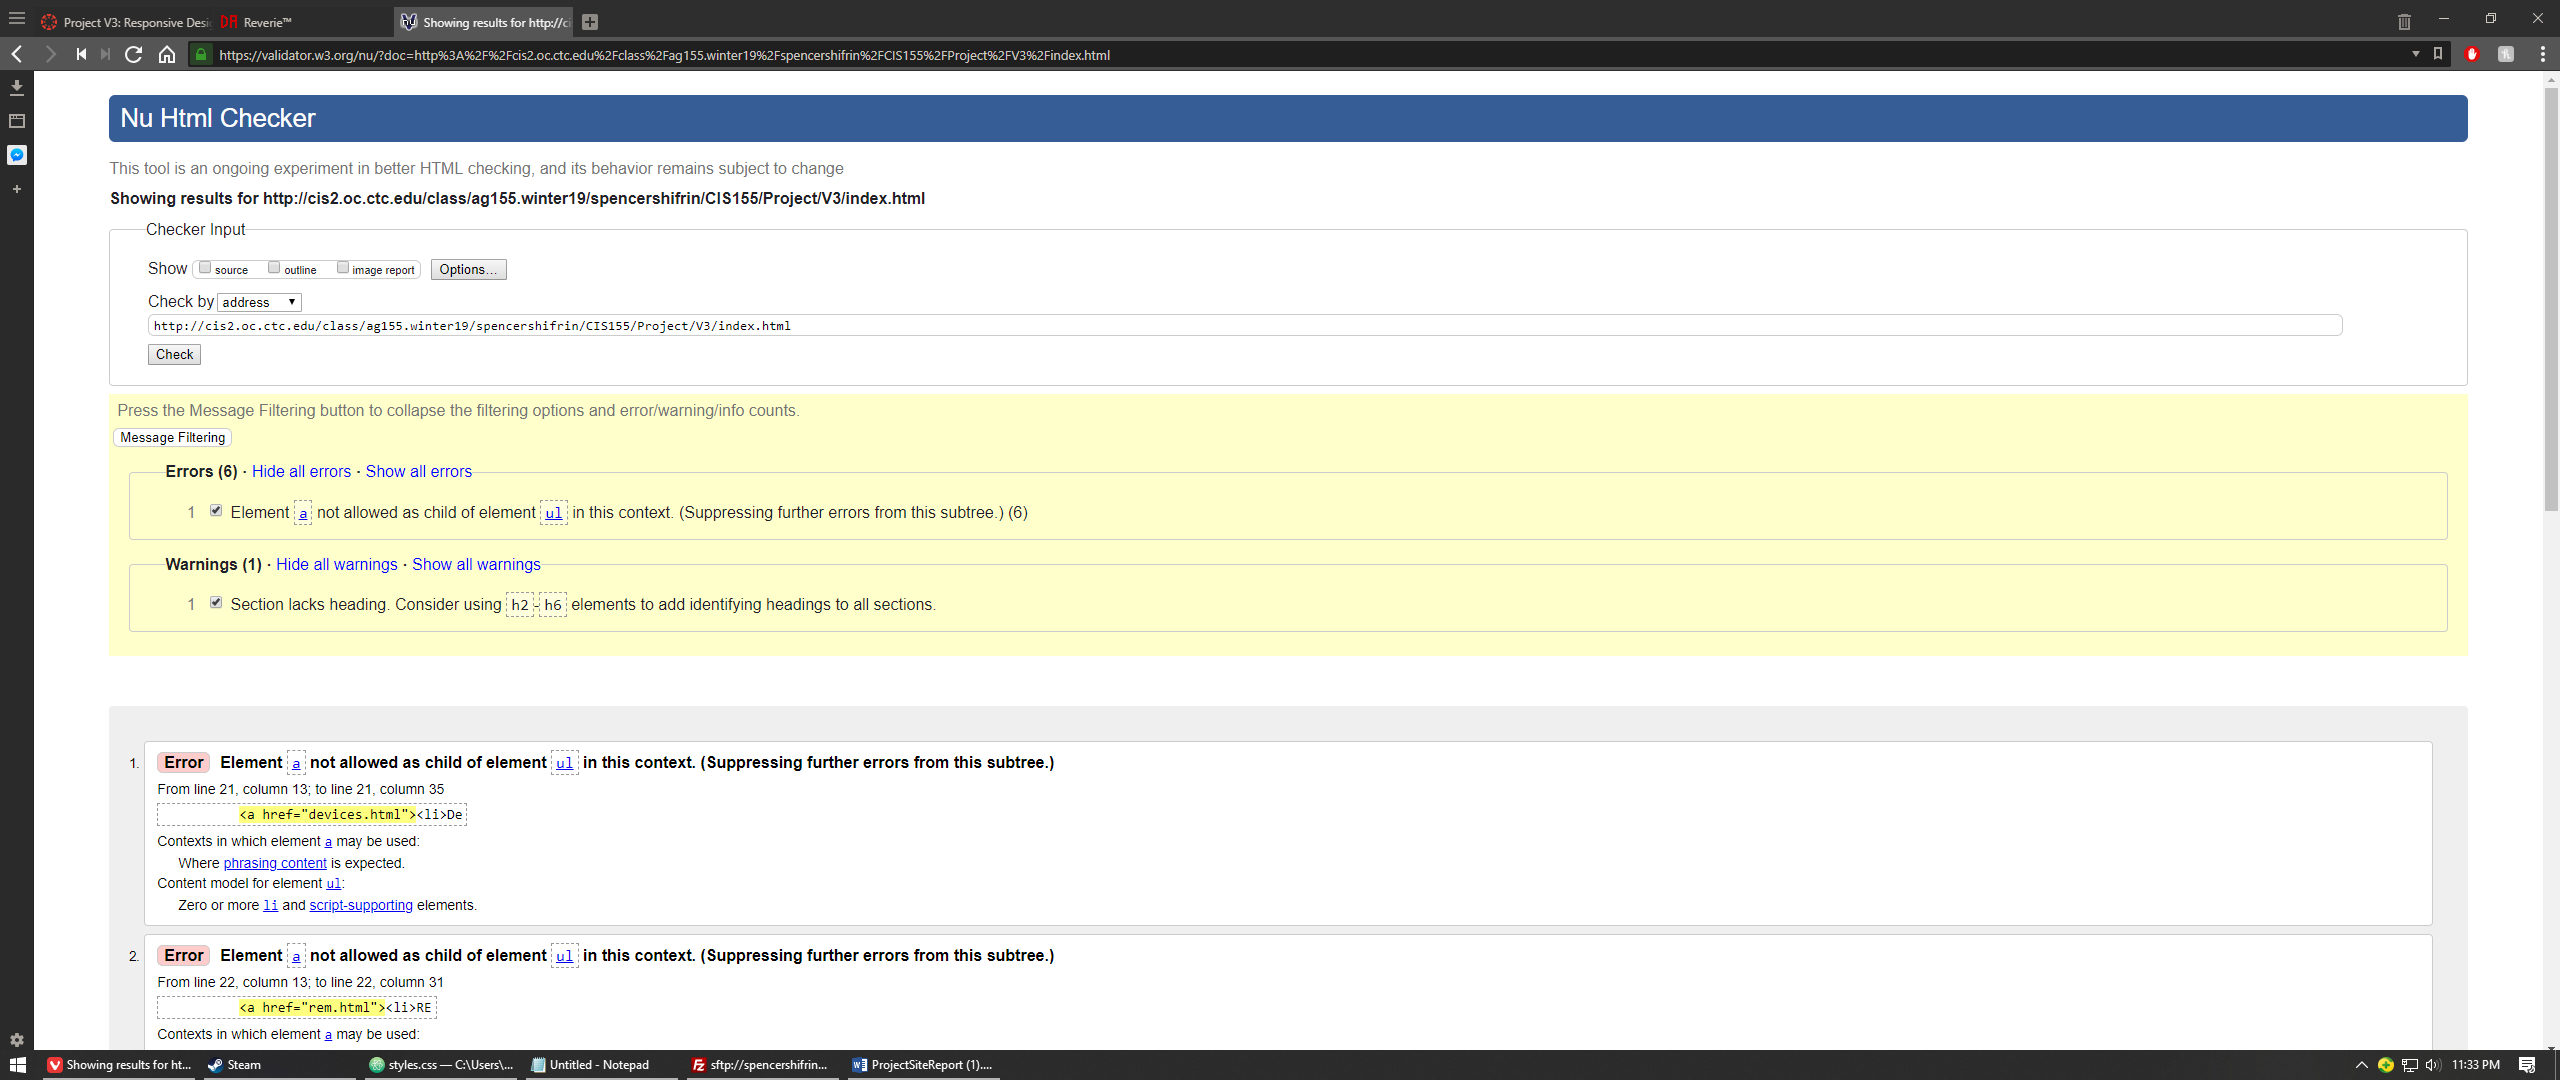 Project V3: Responsive Desi
Reverie™
Showing results for http://ci
https://validator.w3.org/nu/?doc=http%3A%2F%2Fcis2.oc.ctc.edu%2Fclass%2Fag155.winter19%2Fspencershifrin%2FCIS155%2FProject%2FV3%2Findex.html
Nu Html Checker
This tool is an ongoing experiment in better HTML checking, and its behavior remains subject to change
Showing results for http://cis2.oc.ctc.edu/class/ag155.winter19/spencershifrin/CIS155/Project/V3/index.html
Checker Input
Show source outline image report Options...
Check by address
http://cis2.oc.ctc.edu/class/ag155.winter19/spencershifrin/CIS155/Project/V3/index.html
Check
Press the Message Filtering button to collapse the filtering options and error/warning/info counts.
Message Filtering
Errors (6) · Hide all errors · Show all errors
1 Element a not allowed as child of element ul in this context. (Suppressing further errors from this subtree.) (6)
Warnings (1) · Hide all warnings · Show all warnings
1 Section lacks heading. Consider using h2-h6 elements to add identifying headings to all sections.
1. Error Element a not allowed as child of element ul in this context. (Suppressing further errors from this subtree.)
From line 21, column 13; to line 21, column 35
<a href="devices.html"><li>De
Contexts in which element a may be used:
Where phrasing content is expected.
Content model for element ul:
Zero or more li and script-supporting elements.
2. Error Element a not allowed as child of element ul in this context. (Suppressing further errors from this subtree.)
From line 22, column 13; to line 22, column 31
<a href="rem.html"><li>RE
Contexts in which element a may be used:
Showing results for ht...
Steam
styles.css — C:\Users\...
Untitled - Notepad
sftp://spencershifrin...
ProjectSiteReport (1)....
11:33 PM